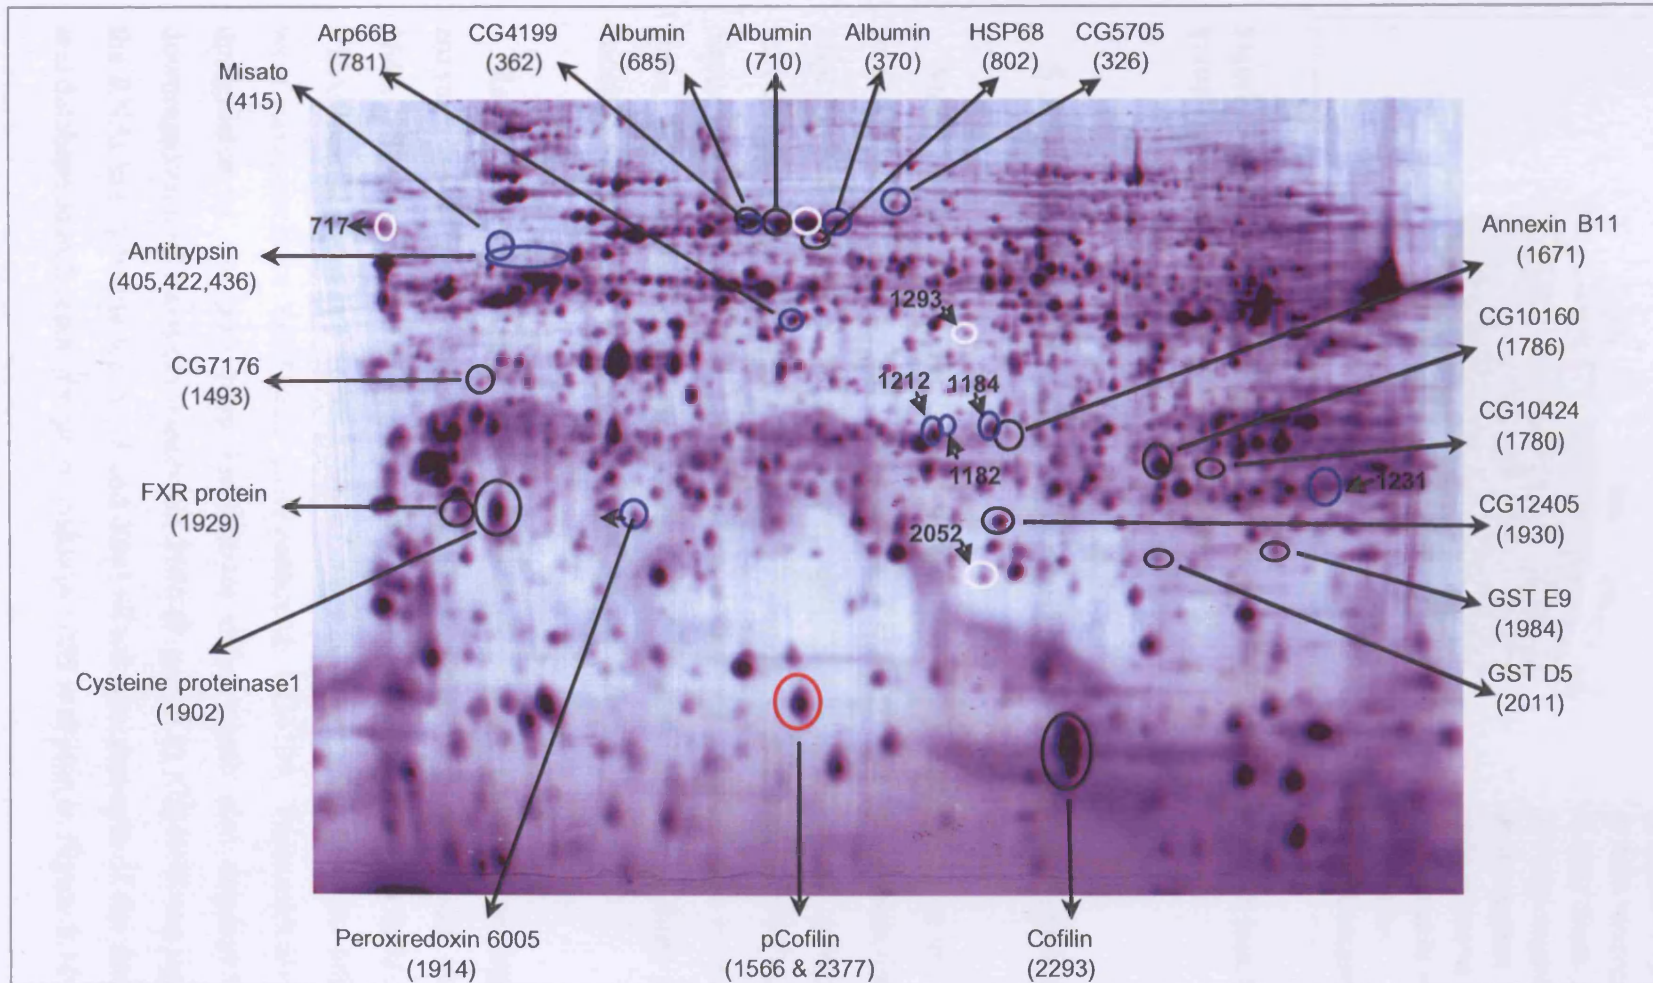 Arp66B
(781)
CG4199
(362)
Albumin
(685)
Albumin
(710)
Albumin
(370)
HSP68
(802)
CG5705
(326)
Misato
(415)
717
Antitrypsin
(405,422,436)
CG7176
(1493)
FXR protein
(1929)
Cysteine proteinase1
(1902)
1293
1212
1184
1182
2052
1231
Annexin B11
(1671)
CG10160
(1786)
CG10424
(1780)
CG12405
(1930)
GST E9
(1984)
GST D5
(2011)
Peroxiredoxin 6005
(1914)
pCofilin
(1566 & 2377)
Cofilin
(2293)